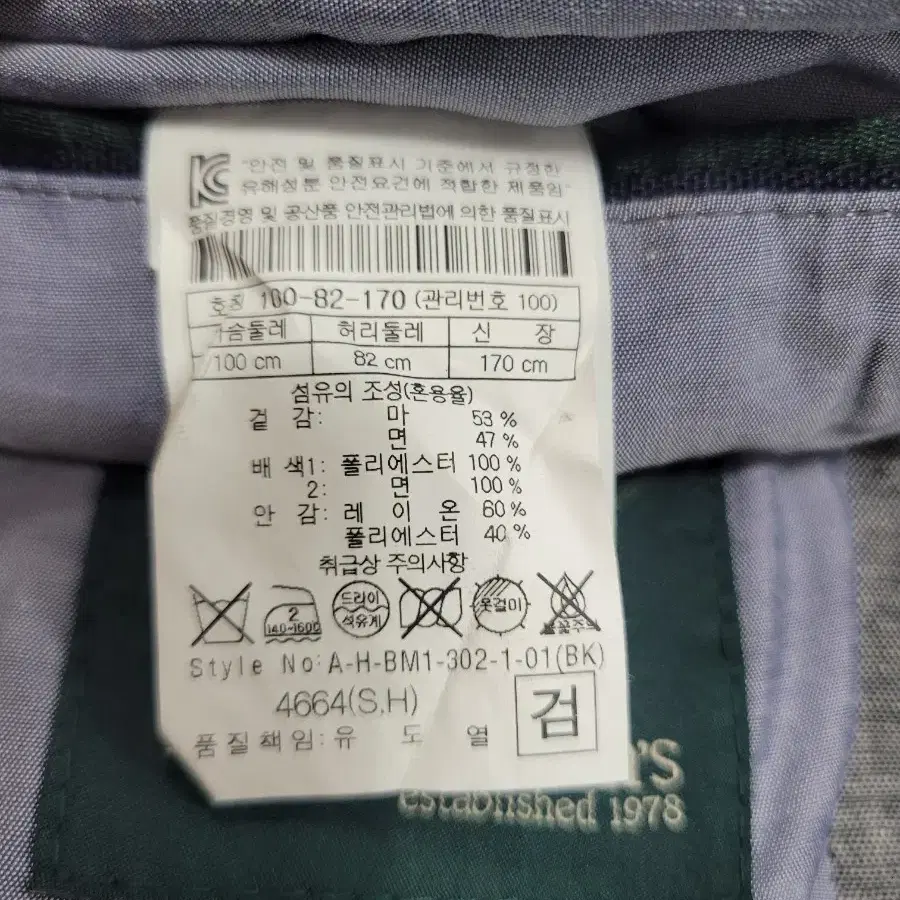 KC "안전 및 품질표시 기준에서 규정한
유해성분 안전요건에 적합한 제품임"
품질경영 및 공산품 안전관리법에 의한 품질표시
호칭 100-82-170 (관리번호 100)
가슴둘레 허리둘레 신 장
100 cm 82 cm 170 cm
섬유의 조성(혼용율)
겉 감: 마 53 %
면 47 %
배 색1: 폴리에스터 100 %
2: 면 100 %
안 감: 레 이 온 60 %
폴리에스터 40 %
취급상 주의사항
2 드라이 옷걸이
140~160C 석유계
Style No: A-H-BM1-302-1-01(BK)
4664(S,H)
품질책임: 유 도 열 검
'S
established 1978